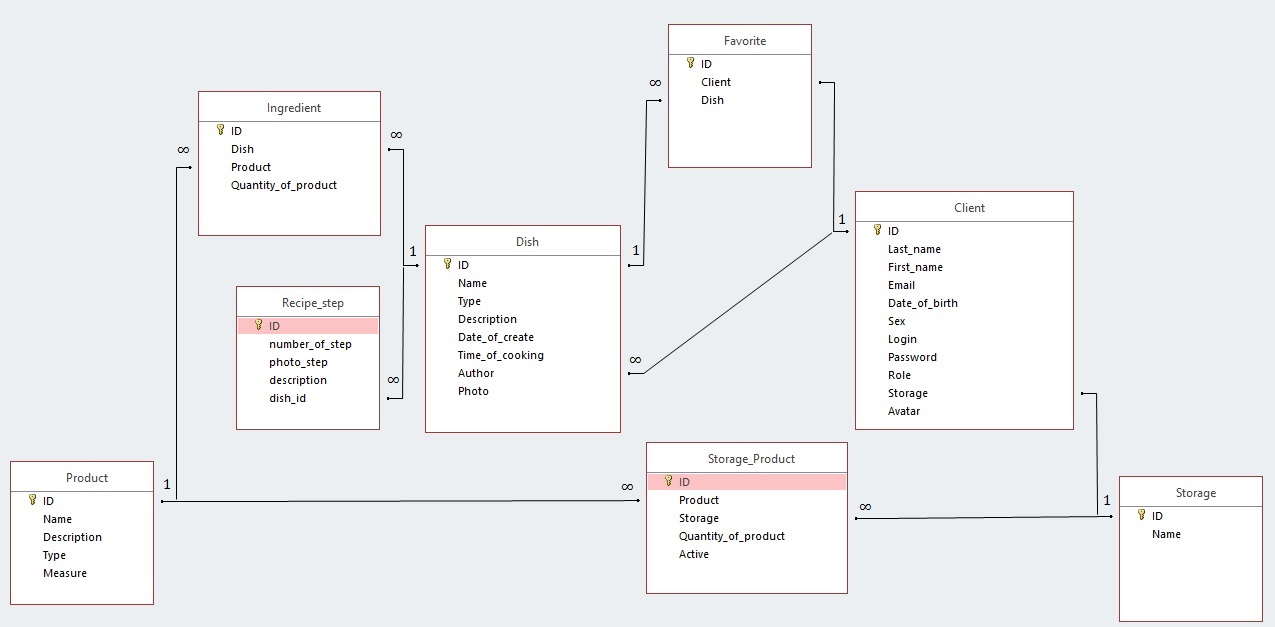 Favorite
ID
Client
Dish
∞
Ingredient
ID
Dish
Product
Quantity_of_product
∞
∞
Client
ID
Last_name
First_name
Email
Date_of_birth
Sex
Login
Password
Role
Storage
Avatar
1
Dish
ID
Name
Type
Description
Date_of_create
Time_of_cooking
Author
Photo
1
1
∞
Recipe_step
ID
number_of_step
photo_step
description
dish_id
∞
Product
ID
Name
Description
Type
Measure
1
Storage_Product
ID
Product
Storage
Quantity_of_product
Active
∞
∞
Storage
ID
Name
1